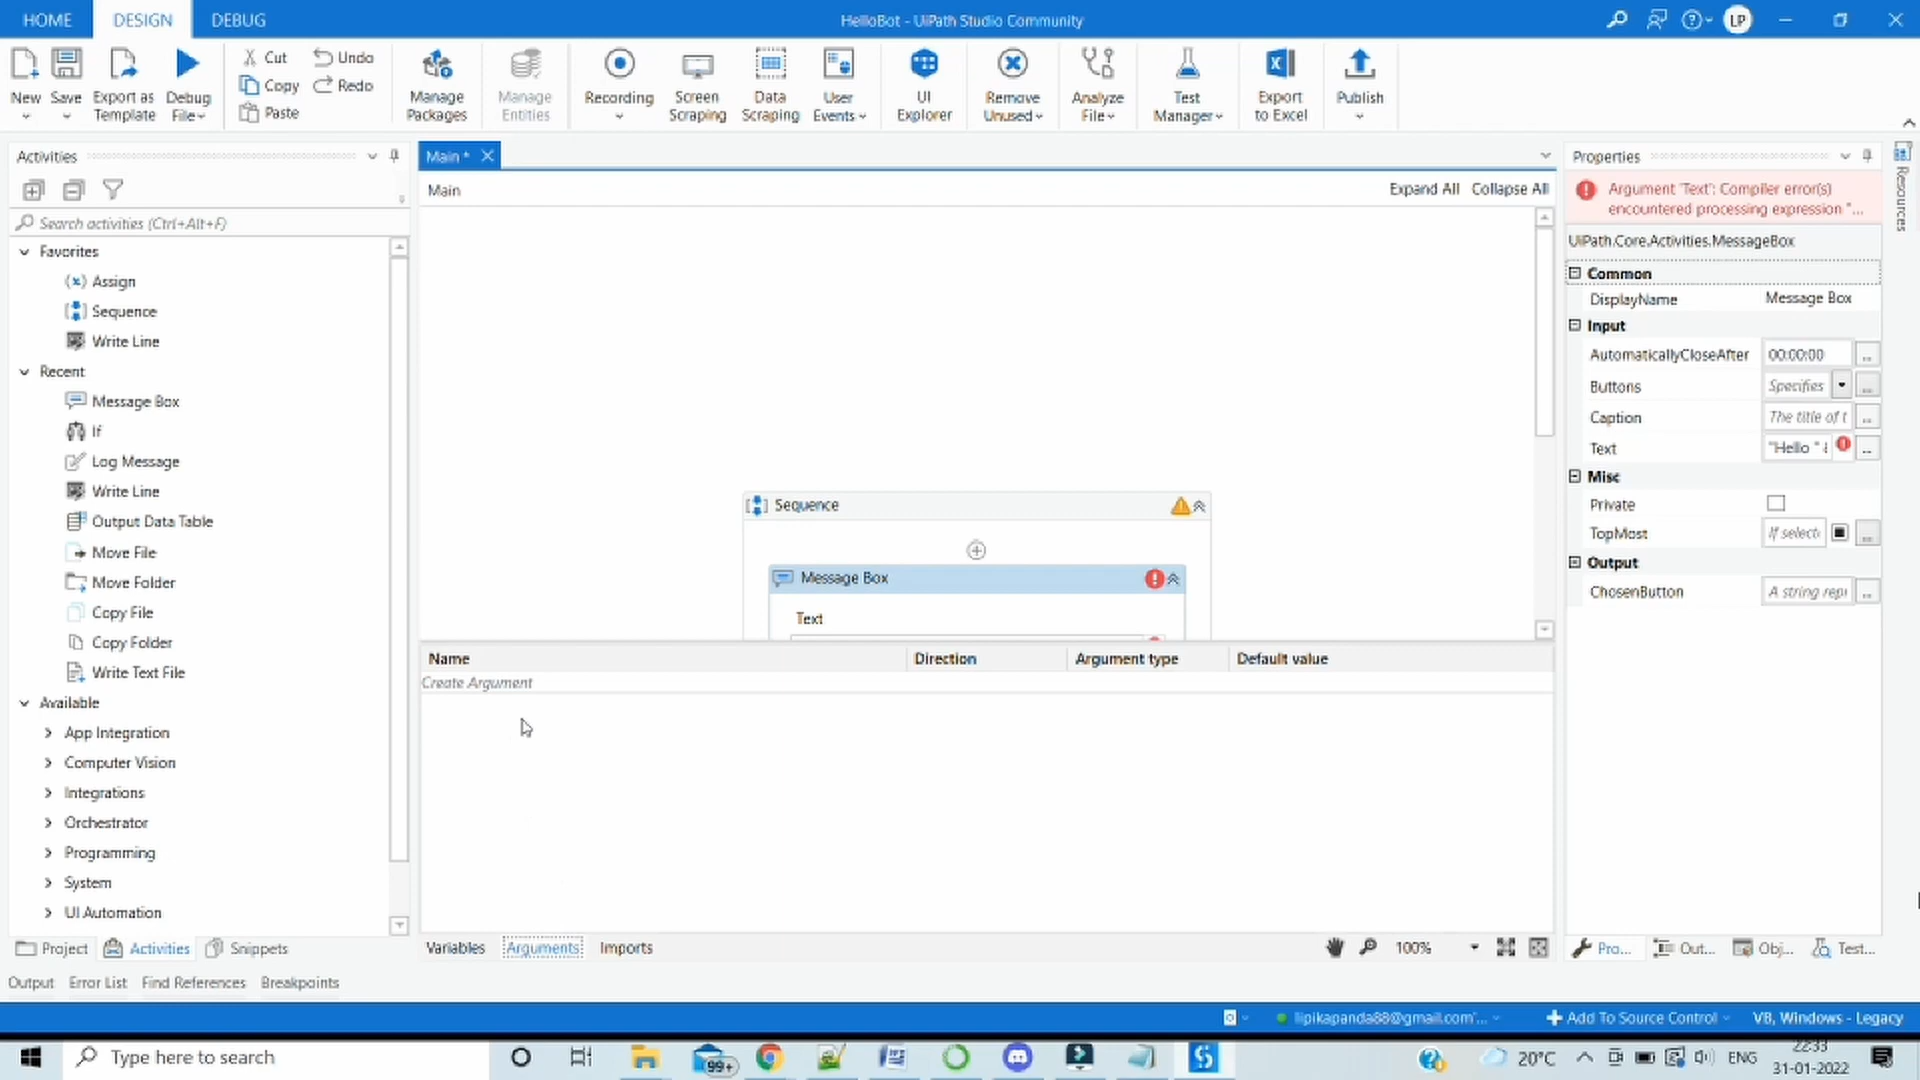 HOME DESIGN DEBUG HelloBot - UiPath Studio Community LP
New Save Export as Template Debug File Cut Copy Paste Undo Redo Manage Packages Manage Entities Recording Screen Scraping Data Scraping User Events UI Explorer Remove Unused Analyze File Test Manager Export to Excel Publish
Activities
Search activities (Ctrl+Alt+F)
Favorites
Assign
Sequence
Write Line
Recent
Message Box
If
Log Message
Write Line
Output Data Table
Move File
Move Folder
Copy File
Copy Folder
Write Text File
Available
App Integration
Computer Vision
Integrations
Orchestrator
Programming
System
UI Automation
Project Activities Snippets
Main *
Main Expand All Collapse All
Sequence
Message Box
Text
Name Direction Argument type Default value
Create Argument
Variables Arguments Imports 100%
Properties
Argument 'Text': Compiler error(s)
encountered processing expression "...
UiPath.Core.Activities.MessageBox
Common
DisplayName Message Box
Input
AutomaticallyCloseAfter 00:00:00
Buttons Specifies
Caption The title of t
Text "Hello " &
Misc
Private
TopMost If selecte
Output
ChosenButton A string repr
Pro... Out... Obj... Test...
Resources
Output Error List Find References Breakpoints
lipikapanda88@gmail.com'... Add To Source Control VB, Windows - Legacy
Type here to search 99+ 20°C ENG 22:33
31-01-2022